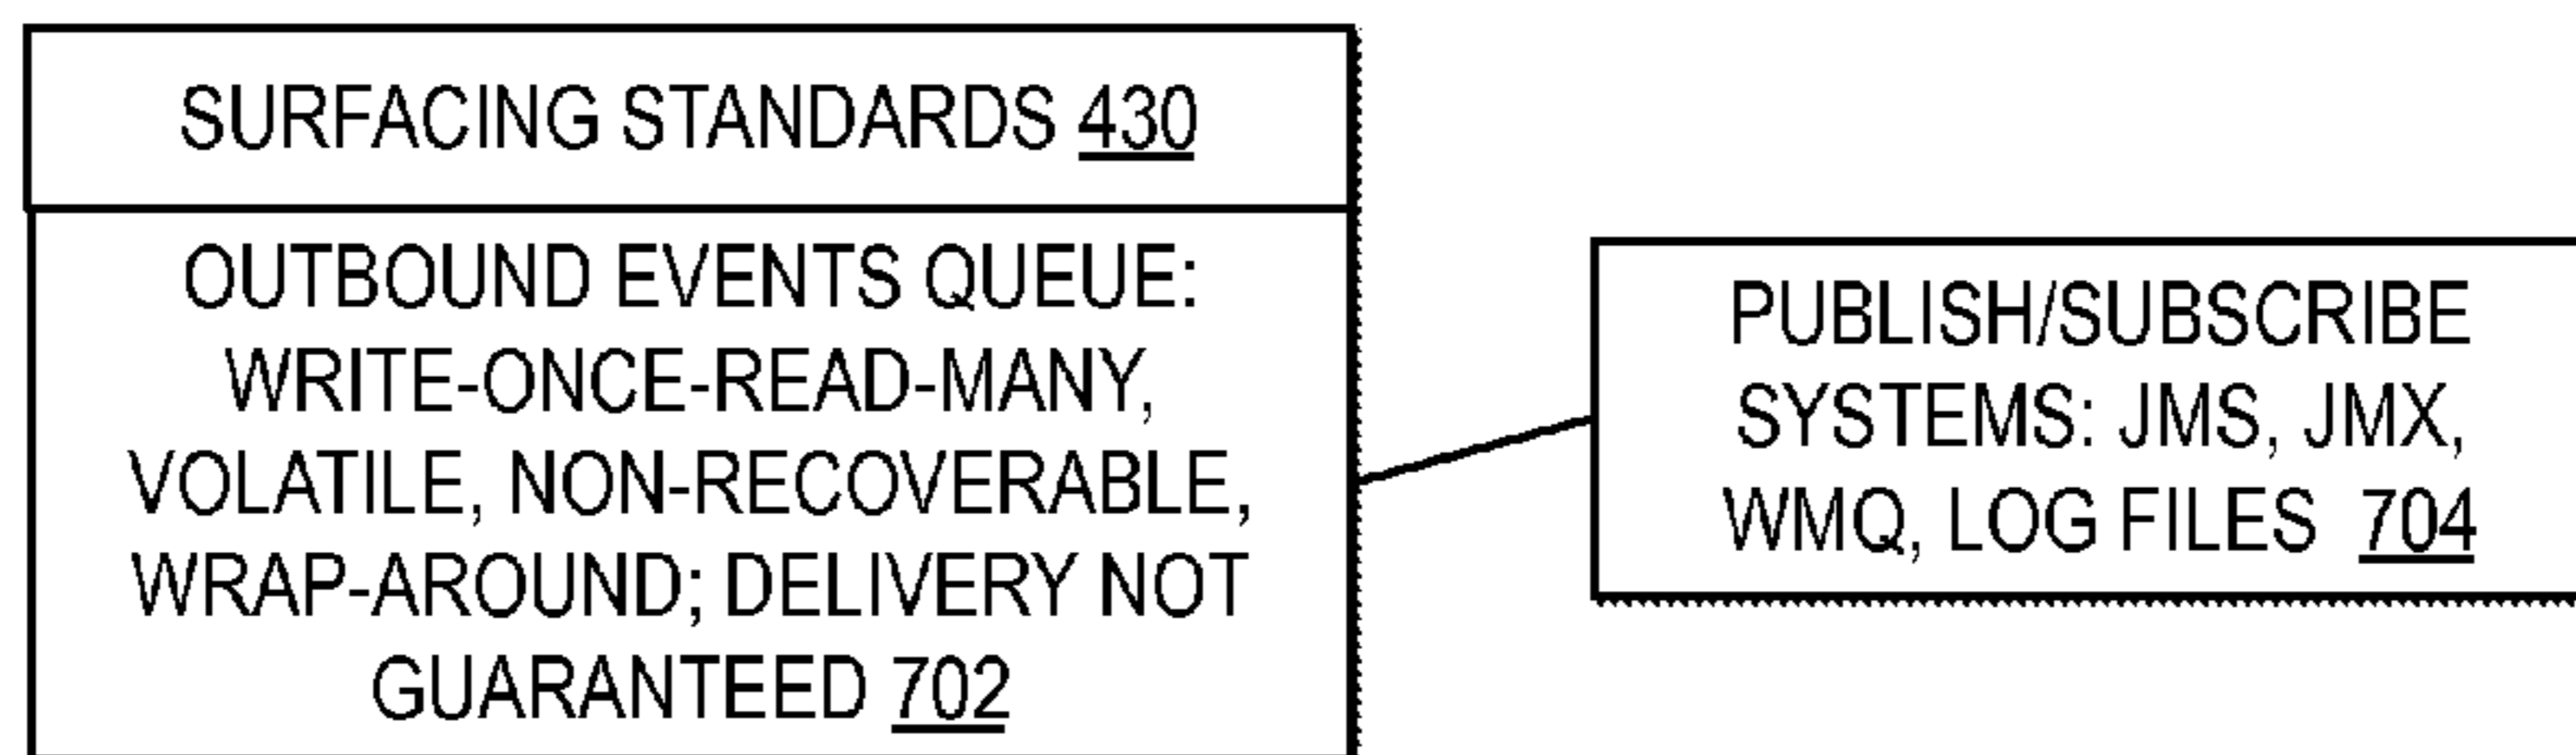 SURFACING STANDARDS 430
OUTBOUND EVENTS QUEUE:
WRITE-ONCE-READ-MANY,
VOLATILE, NON-RECOVERABLE,
WRAP-AROUND; DELIVERY NOT
GUARANTEED 702
PUBLISH/SUBSCRIBE
SYSTEMS: JMS, JMX,
WMQ, LOG FILES 704